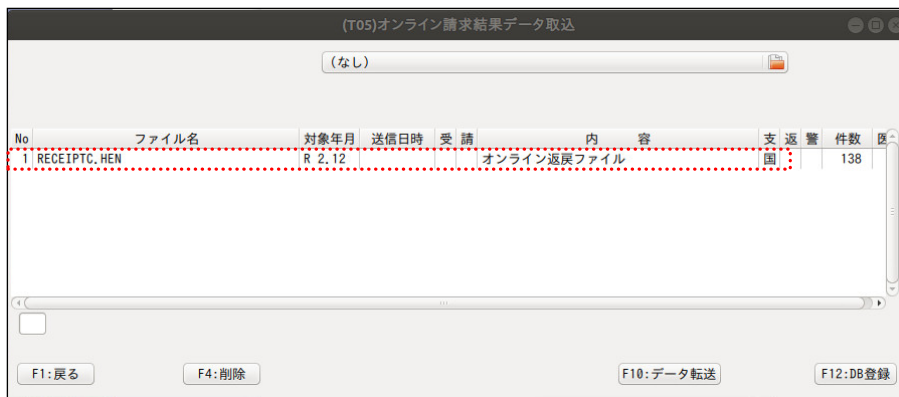 (T05)オンライン請求結果データ取込
(なし)
No ファイル名 対象年月 送信日時 受 請 内 容 支 返 警 件数 医
1 RECEIPTC.HEN R 2.12 オンライン返戻ファイル 国 138
F1:戻る F4:削除 F10:データ転送 F12:DB登録